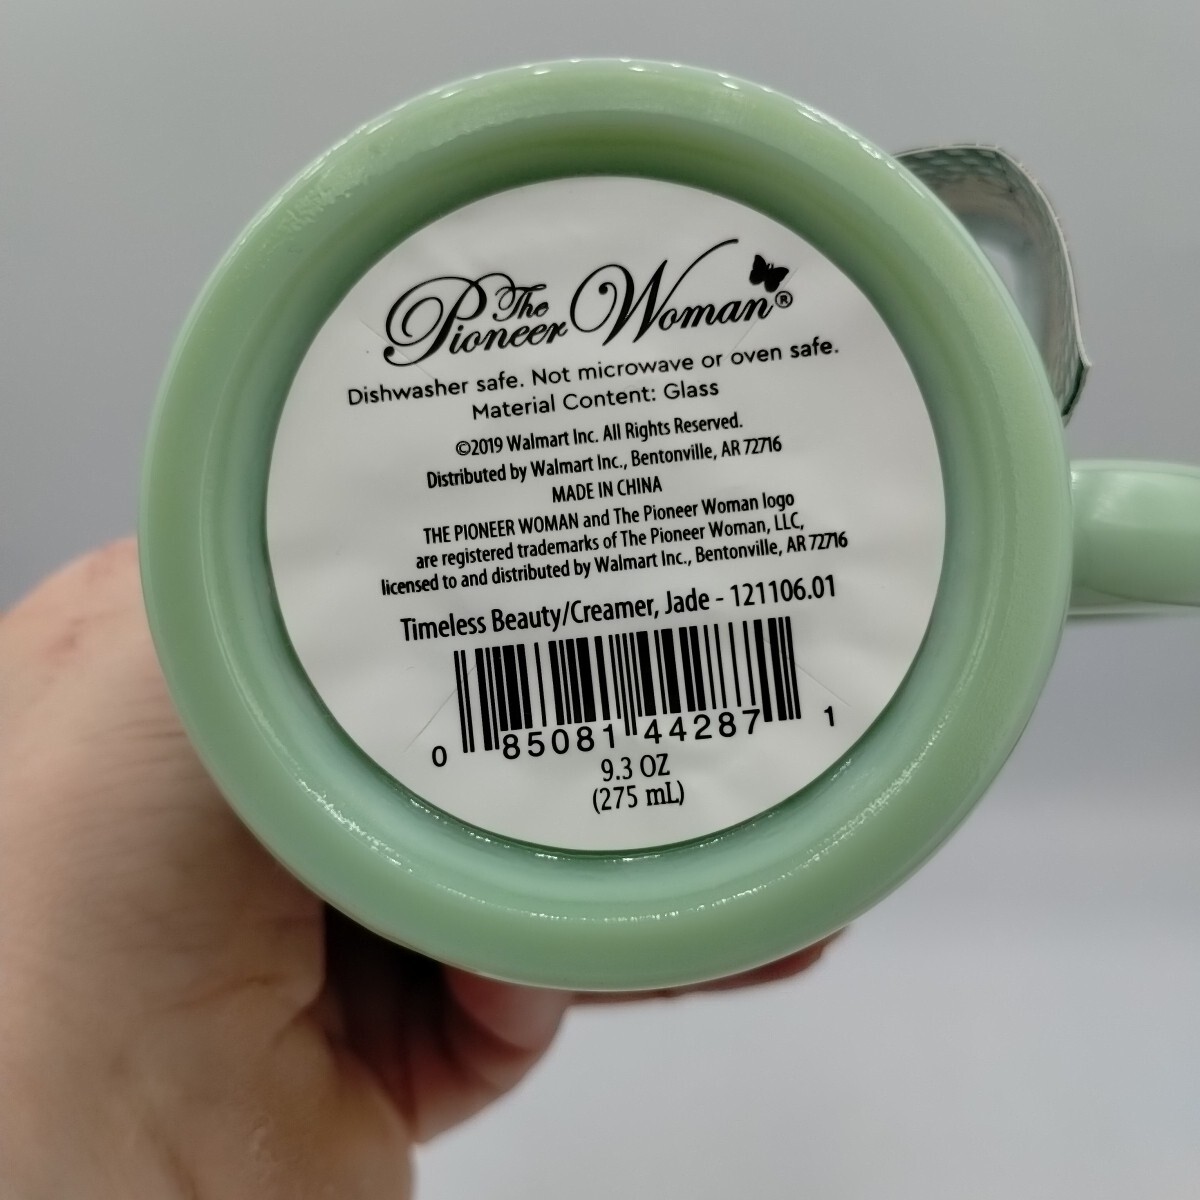 The Pioneer Woman®
Dishwasher safe. Not microwave or oven safe.
Material Content: Glass
©2019 Walmart Inc. All Rights Reserved.
Distributed by Walmart Inc., Bentonville, AR 72716
MADE IN CHINA
THE PIONEER WOMAN and The Pioneer Woman logo
are registered trademarks of The Pioneer Woman, LLC,
licensed to and distributed by Walmart Inc., Bentonville, AR 72716
Timeless Beauty/Creamer, Jade - 121106.01
0 85081 44287 1
9.3 OZ
(275 mL)